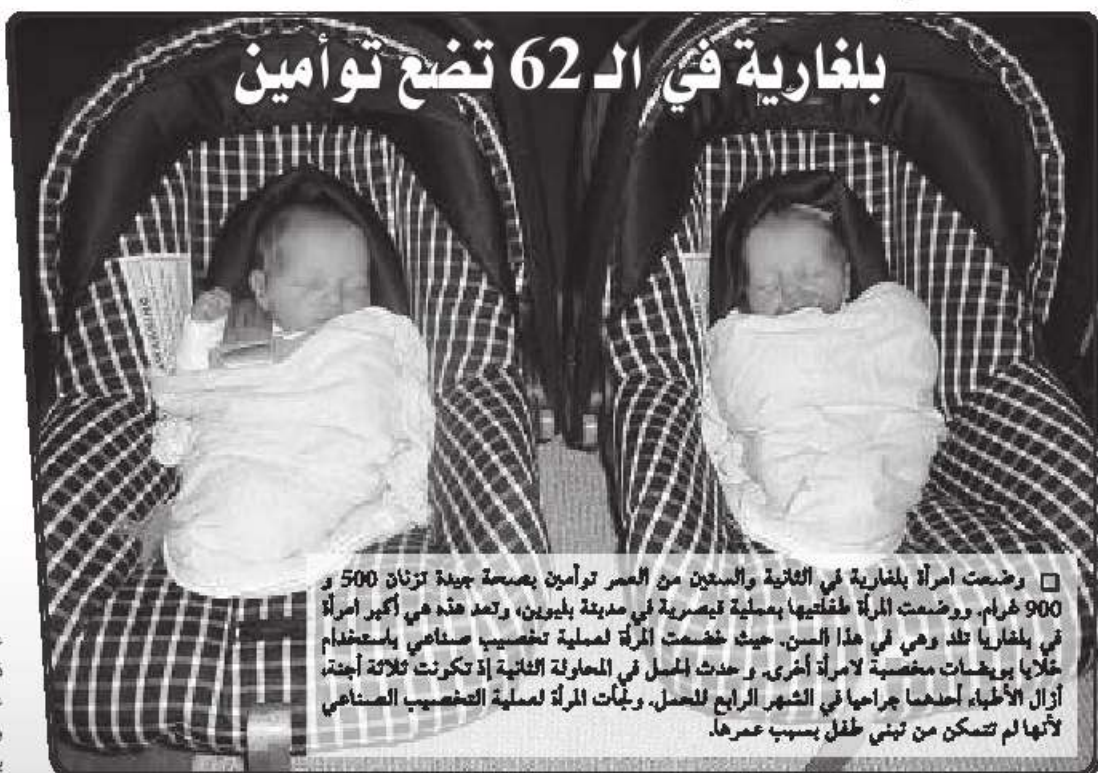 بلغارية في الـ 62 تضع توأمين
□ وضعت امرأة بلغارية في الثانية والستين من العمر توأمين بصحة جيدة تزنان 500 و
900 غرام. ووضعت المرأة طفلتيها بعملية قيصرية في مدينة بليوين، وتعد هذه هي أكبر امرأة
في بلغاريا تلد وهي في هذا السن. حيث خضعت المرأة لعملية تخصيب صناعي باستخدام
خلايا بويضات مخصبة لامرأة أخرى. و حدث الحمل في المحاولة الثانية إذ تكونت ثلاثة أجنة،
أزال الأطباء أحدهما جراحيا في الشهر الرابع للحمل. ولجأت المرأة لعملية التخصيب الصناعي
لأنها لم تتمكن من تبني طفل بسبب عمرها.